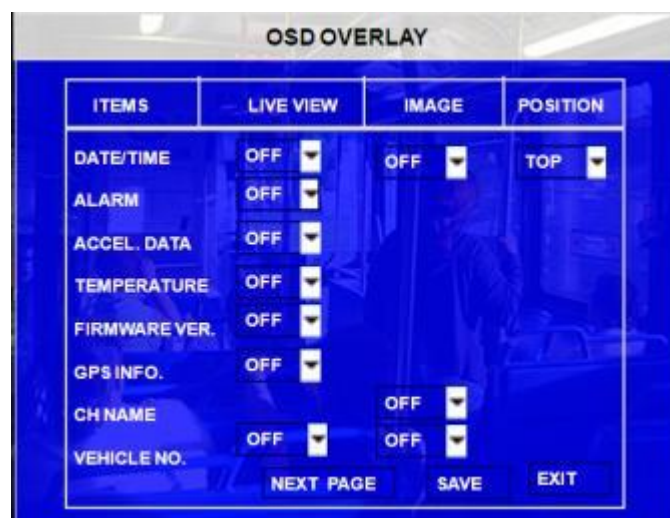 OSD OVERLAY
ITEMS LIVE VIEW IMAGE POSITION
DATE/TIME OFF OFF TOP
ALARM OFF
ACCEL. DATA OFF
TEMPERATURE OFF
FIRMWARE VER. OFF
GPS INFO. OFF
CH NAME OFF
VEHICLE NO. OFF OFF
NEXT PAGE SAVE EXIT